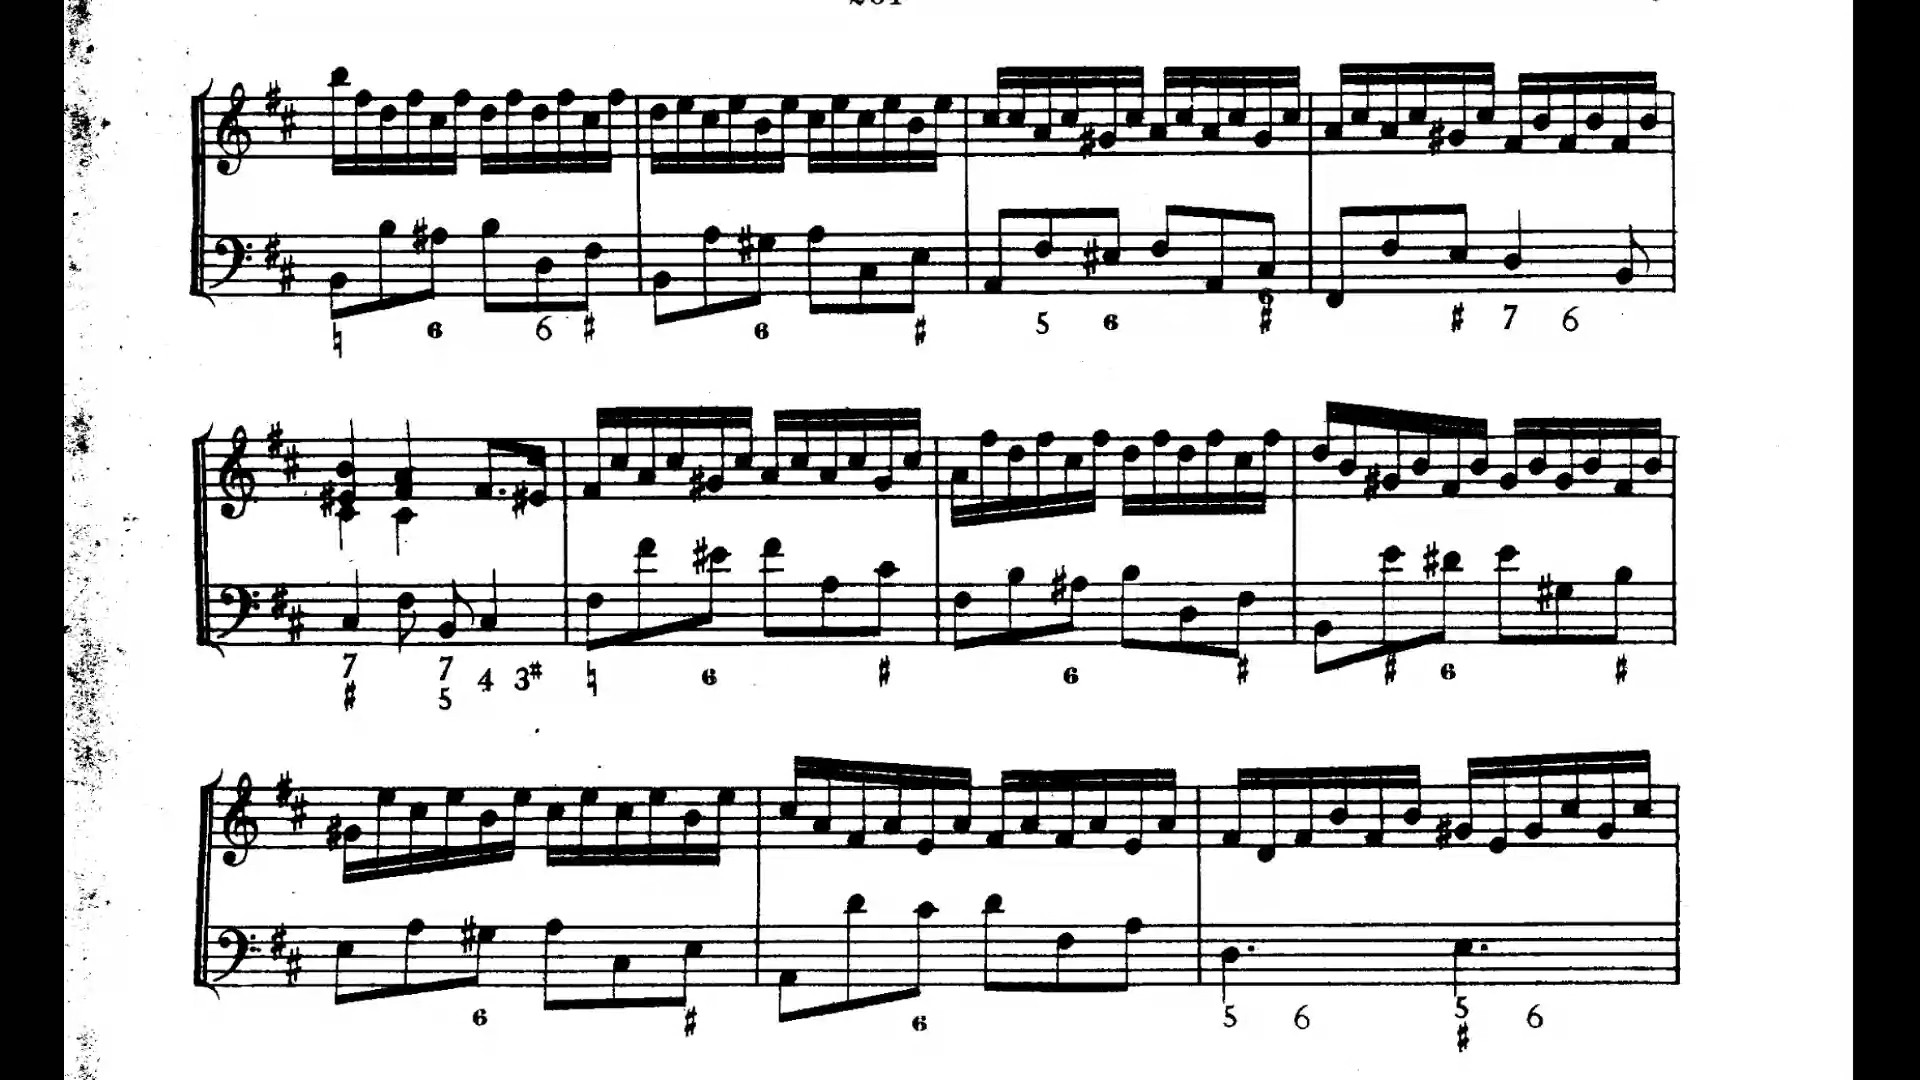 ♮ 6 6 ♯ 6 ♯ 5 6 6 ♯ ♯ 7 6
7 7 4 3♯ ♮ 6 ♯ 6 ♯ ♯ 6 ♯
♯ 5
6 ♯ 6 5 6 5 6
♯